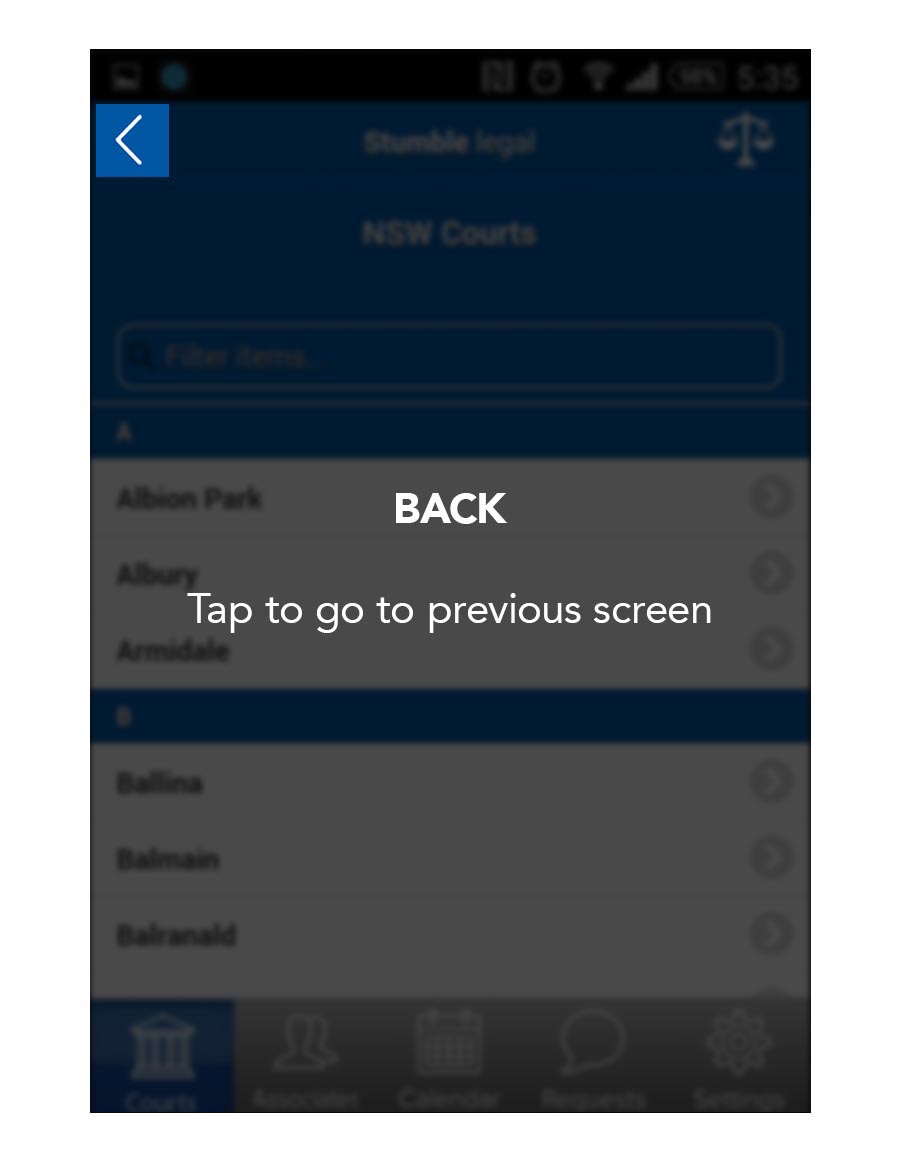 98% 5:35
Stumble legal
NSW Courts
Filter items...
A
Albion Park
BACK
Albury
Tap to go to previous screen
Armidale
B
Ballina
Balmain
Balranald
Courts Associates Calendar Requests Settings